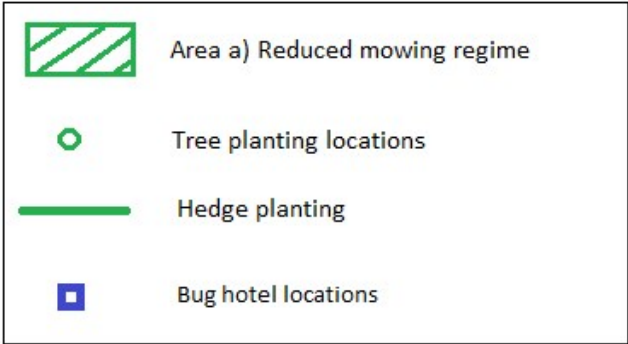 Area a) Reduced mowing regime
Tree planting locations
Hedge planting
Bug hotel locations